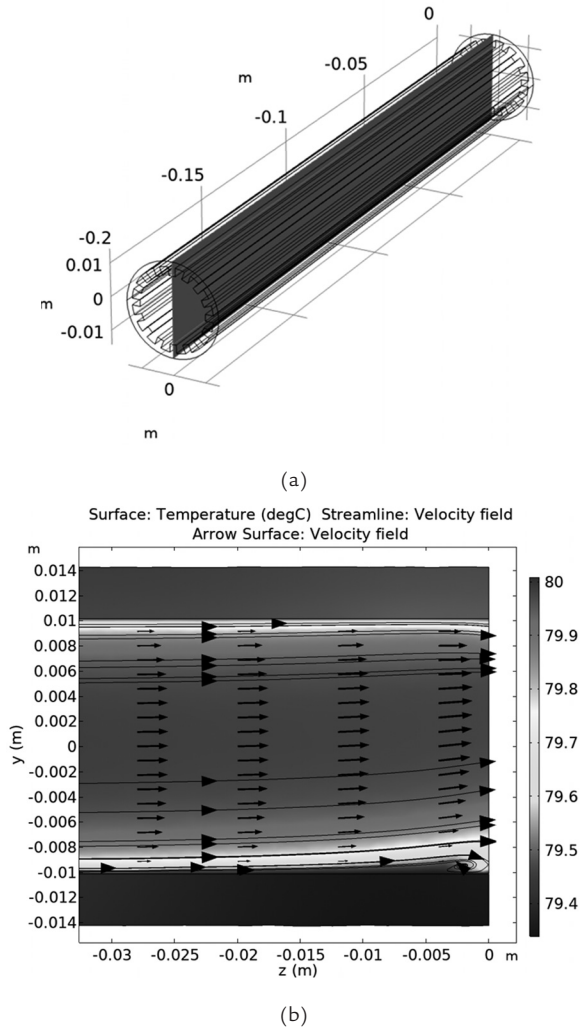 0
-0.05
m
-0.1
-0.15
-0.2
0.01
m 0
-0.01
0
m
(a)
Surface: Temperature (degC) Streamline: Velocity field
Arrow Surface: Velocity field
m
0.014
0.012
0.01
0.008
0.006
0.004
0.002
0
-0.002
-0.004
-0.006
-0.008
-0.01
-0.012
-0.014
y (m)
80
79.8
79.7
79.6
79.5
79.4
-0.03 -0.025 -0.02 -0.015 -0.01 -0.005 0 m
z (m)
(b)